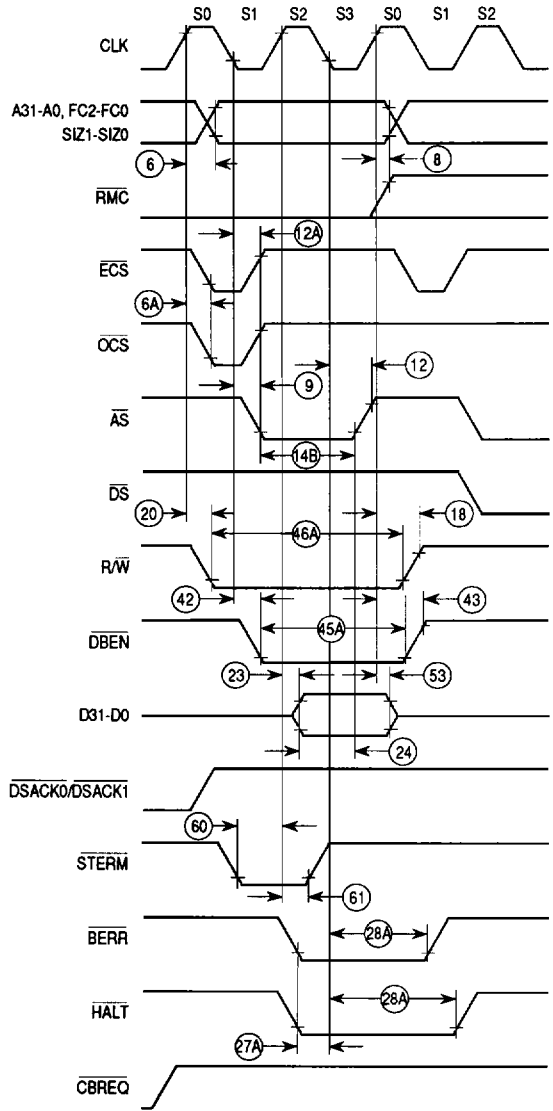 S0 S1 S2 S3 S0 S1 S2
CLK
A31-A0, FC2-FC0
SIZ1-SIZ0
6
8
RMC
12A
ECS
6A
OCS
12
9
AS
14B
DS
20
18
46A
R/W
42
43
DBEN
45A
23
53
D31-D0
24
DSACK0/DSACK1
60
STERM
61
BERR
28A
HALT
28A
27A
CBREQ